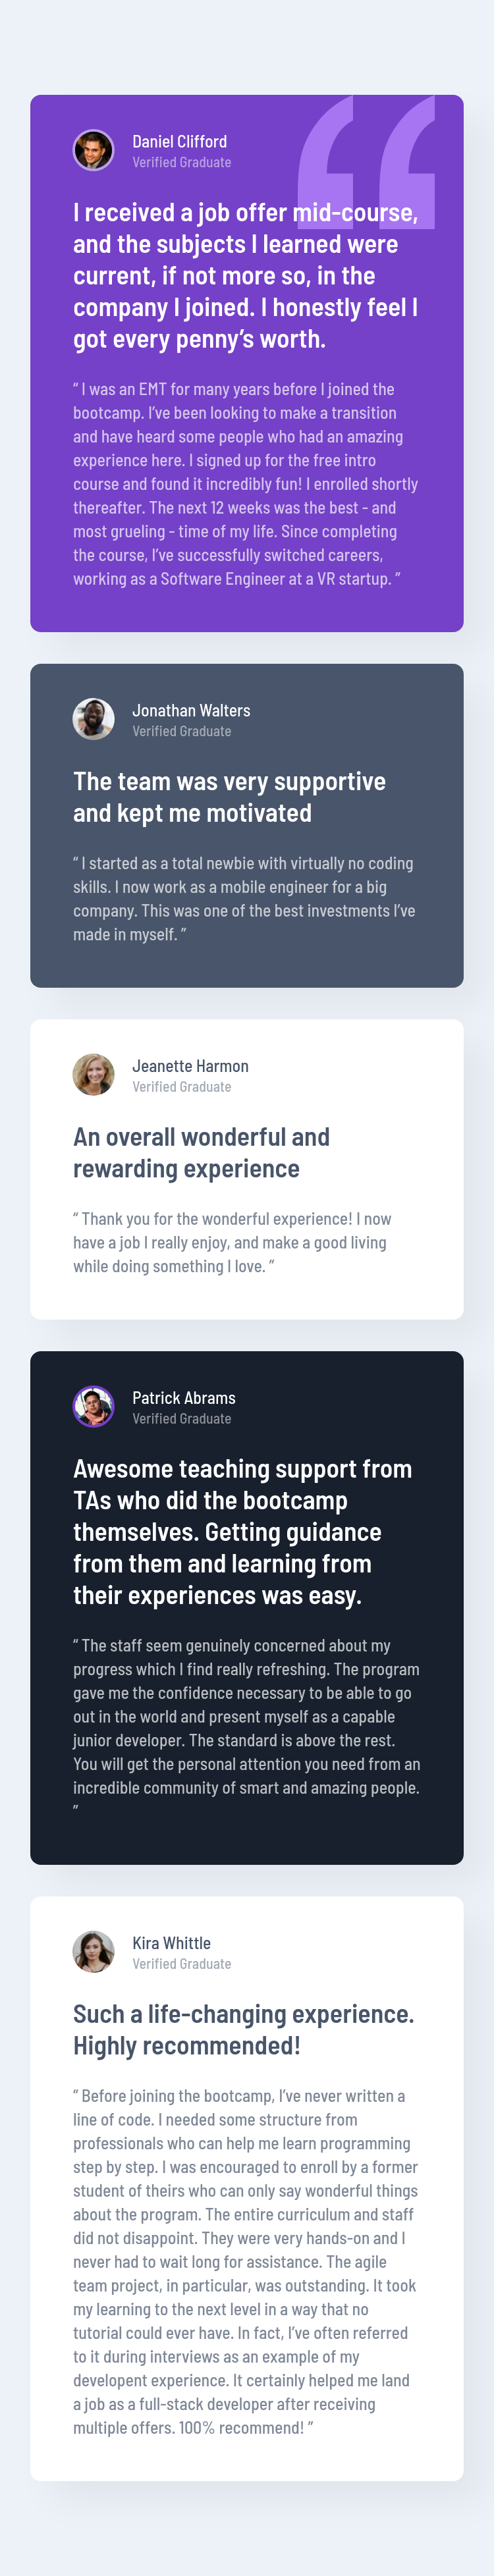 Daniel Clifford
Verified Graduate
I received a job offer mid-course,
and the subjects I learned were
current, if not more so, in the
company I joined. I honestly feel I
got every penny’s worth.
“ I was an EMT for many years before I joined the
bootcamp. I’ve been looking to make a transition
and have heard some people who had an amazing
experience here. I signed up for the free intro
course and found it incredibly fun! I enrolled shortly
thereafter. The next 12 weeks was the best - and
most grueling - time of my life. Since completing
the course, I’ve successfully switched careers,
working as a Software Engineer at a VR startup. ”
Jonathan Walters
Verified Graduate
The team was very supportive
and kept me motivated
“ I started as a total newbie with virtually no coding
skills. I now work as a mobile engineer for a big
company. This was one of the best investments I’ve
made in myself. ”
Jeanette Harmon
Verified Graduate
An overall wonderful and
rewarding experience
“ Thank you for the wonderful experience! I now
have a job I really enjoy, and make a good living
while doing something I love. ”
Patrick Abrams
Verified Graduate
Awesome teaching support from
TAs who did the bootcamp
themselves. Getting guidance
from them and learning from
their experiences was easy.
“ The staff seem genuinely concerned about my
progress which I find really refreshing. The program
gave me the confidence necessary to be able to go
out in the world and present myself as a capable
junior developer. The standard is above the rest.
You will get the personal attention you need from an
incredible community of smart and amazing people.
”
Kira Whittle
Verified Graduate
Such a life-changing experience.
Highly recommended!
“ Before joining the bootcamp, I’ve never written a
line of code. I needed some structure from
professionals who can help me learn programming
step by step. I was encouraged to enroll by a former
student of theirs who can only say wonderful things
about the program. The entire curriculum and staff
did not disappoint. They were very hands-on and I
never had to wait long for assistance. The agile
team project, in particular, was outstanding. It took
my learning to the next level in a way that no
tutorial could ever have. In fact, I’ve often referred
to it during interviews as an example of my
developent experience. It certainly helped me land
a job as a full-stack developer after receiving
multiple offers. 100% recommend! ”